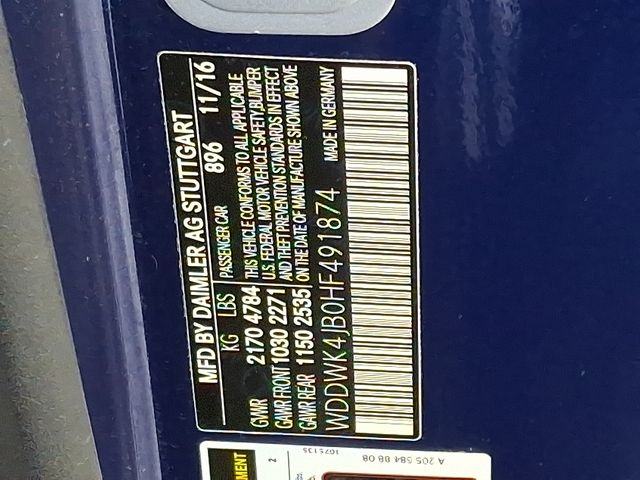 MFD BY DAIMLER AG STUTTGART
KG LBS PASSENGER CAR 896 11/16
GVWR 2170 4784 THIS VEHICLE CONFORMS TO ALL APPLICABLE
U.S. FEDERAL MOTOR VEHICLE SAFETY,BUMPER
GAWR FRONT 1030 2271 AND THEFT PREVENTION STANDARDS IN EFFECT
GAWR REAR 1150 2535 ON THE DATE OF MANUFACTURE SHOWN ABOVE
WDDWK4JB0HF491874 MADE IN GERMANY
A 205 584 88 08
1075135
2